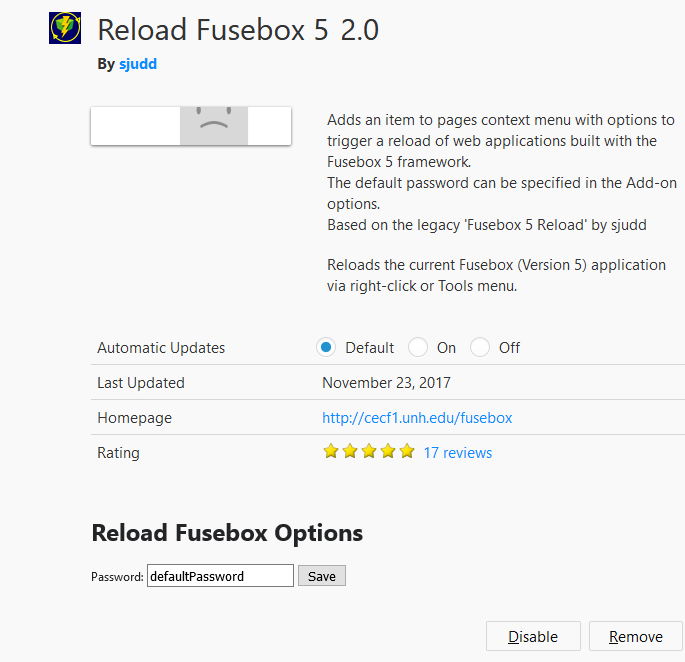 Reload Fusebox 5 2.0
By sjudd
Adds an item to pages context menu with options to
trigger a reload of web applications built with the
Fusebox 5 framework.
The default password can be specified in the Add-on
options.
Based on the legacy 'Fusebox 5 Reload' by sjudd
Reloads the current Fusebox (Version 5) application
via right-click or Tools menu.
Automatic Updates Default On Off
Last Updated November 23, 2017
Homepage http://cecf1.unh.edu/fusebox
Rating 17 reviews
Reload Fusebox Options
Password: defaultPassword Save
Disable Remove